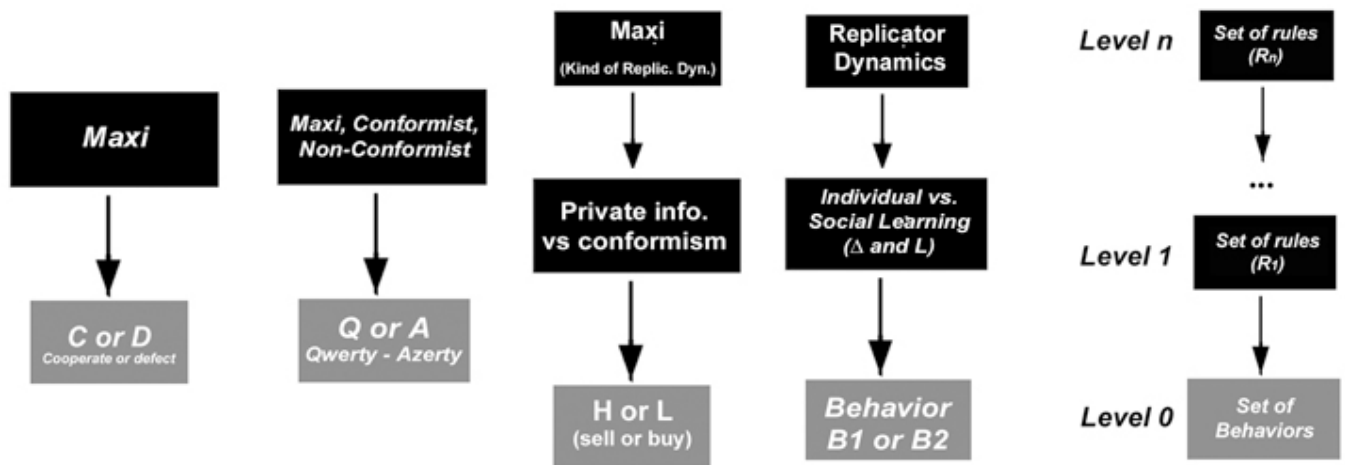 Maxi
C or D
Cooperate or defect
Maxi, Conformist,
Non-Conformist
Q or A
Qwerty - Azerty
Maxi
(Kind of Replic. Dyn.)
Private info.
vs conformism
H or L
(sell or buy)
Replicator
Dynamics
Individual vs.
Social Learning
(Δ and L)
Behavior
B1 or B2
Level n
Set of rules
(Rn)
...
Level 1
Set of rules
(R1)
Level 0
Set of
Behaviors